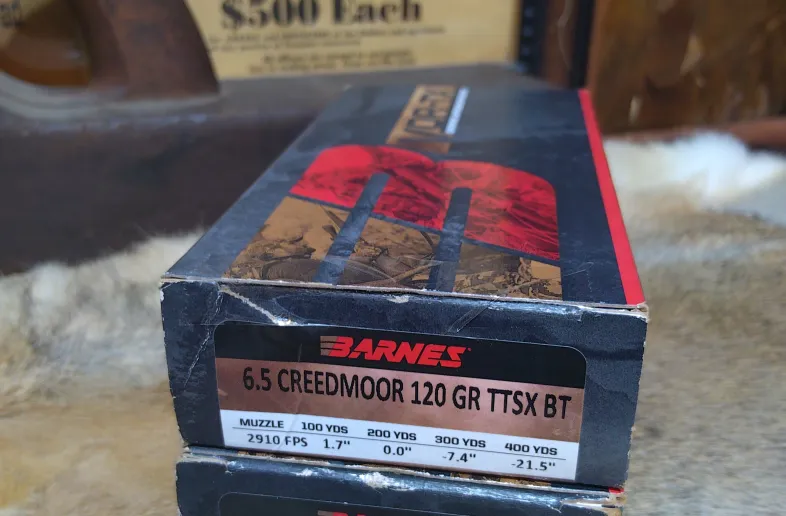 $500 Each
BARNES
6.5 CREEDMOOR 120 GR TTSX BT
MUZZLE 100 YDS 200 YDS 300 YDS 400 YDS
2910 FPS 1.7" 0.0" -7.4" -21.5"
BARNES